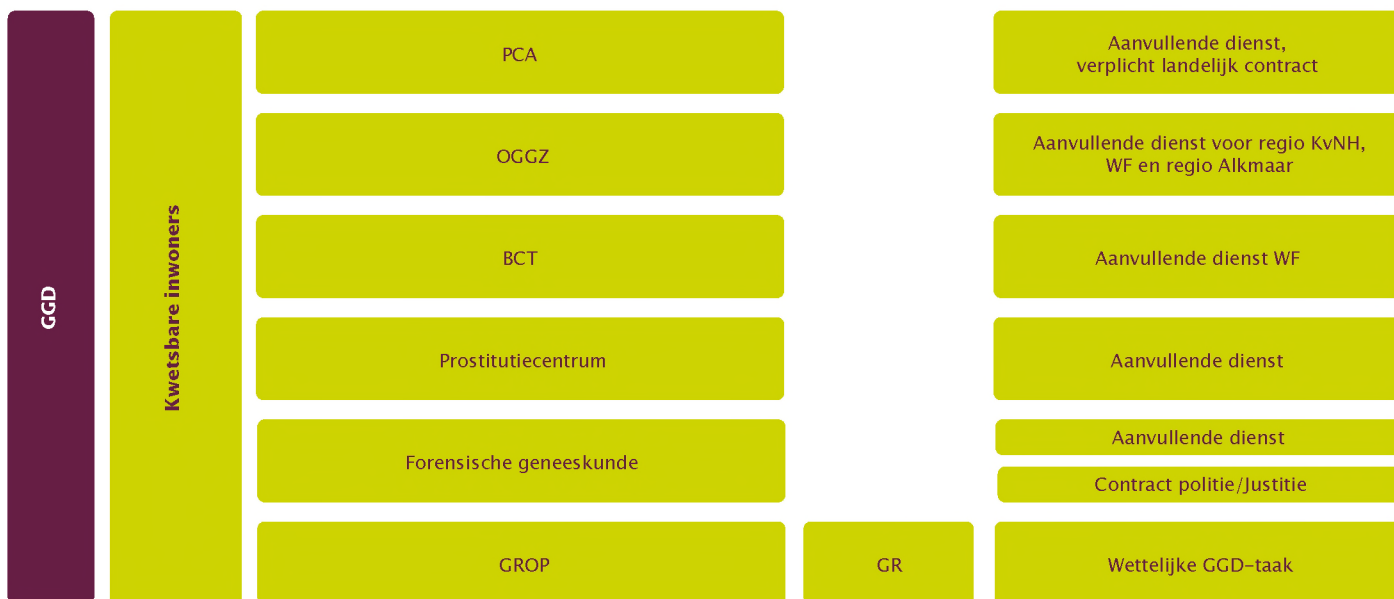 GGD
Kwetsbare inwoners
PCA
Aanvullende dienst,
verplicht landelijk contract
OGGZ
Aanvullende dienst voor regio KvNH,
WF en regio Alkmaar
BCT
Aanvullende dienst WF
Prostitutiecentrum
Aanvullende dienst
Forensische geneeskunde
Aanvullende dienst
Contract politie/Justitie
GROP
GR
Wettelijke GGD-taak